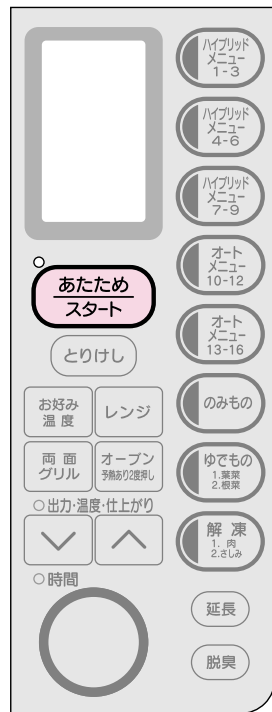 ハイブリッド
メニュー
1-3
ハイブリッド
メニュー
4-6
ハイブリッド
メニュー
7-9
あたため
スタート
オート
メニュー
10-12
オート
メニュー
13-16
とりけし
お好み
温度
レンジ
のみもの
両面
グリル
オーブン
予熱あり2度押し
ゆでもの
1.葉菜
2.根菜
出力・温度・仕上がり
解凍
1. 肉
2.さしみ
時間
延長
脱臭